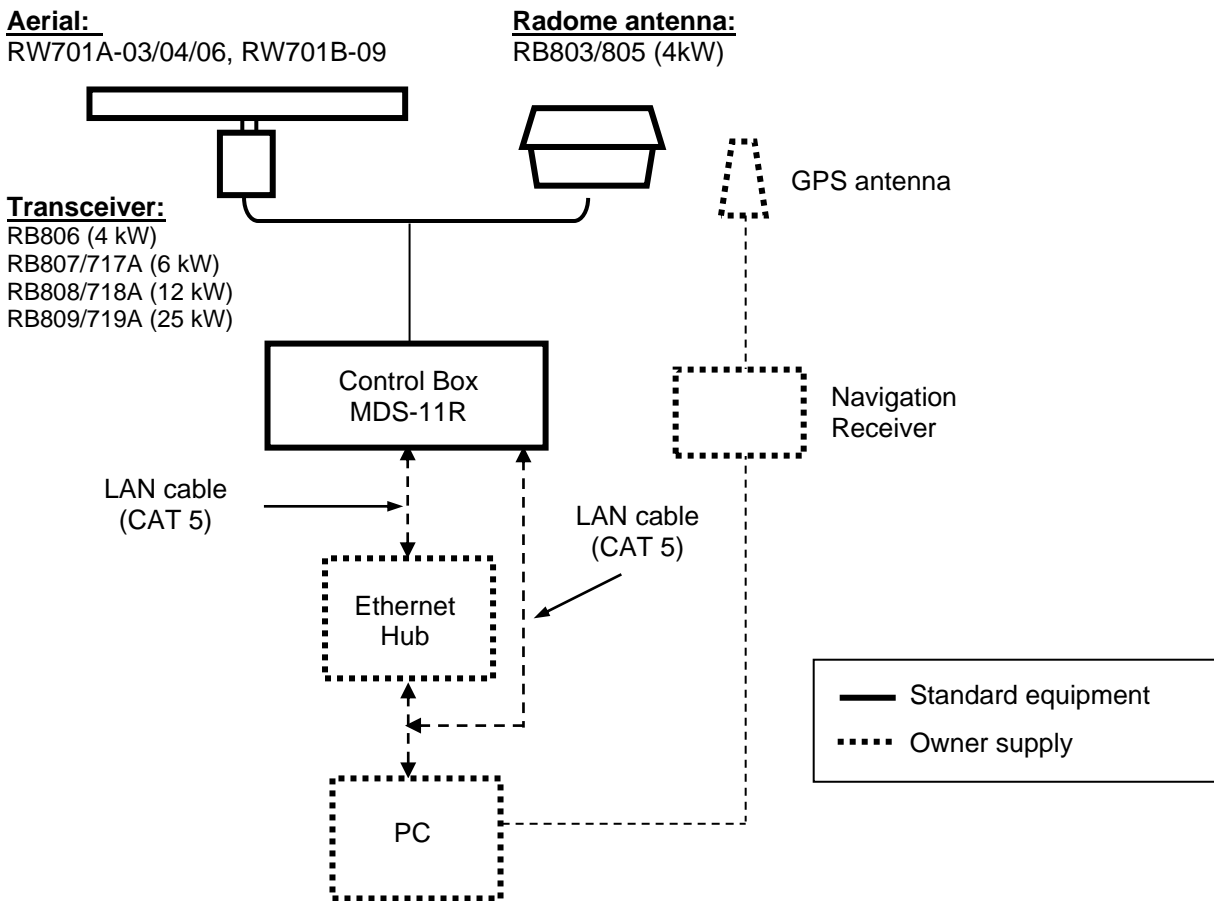 Aerial:
RW701A-03/04/06, RW701B-09
Radome antenna:
RB803/805 (4kW)
GPS antenna
Transceiver:
RB806 (4 kW)
RB807/717A (6 kW)
RB808/718A (12 kW)
RB809/719A (25 kW)
Control Box
MDS-11R
Navigation
Receiver
LAN cable
(CAT 5)
LAN cable
(CAT 5)
Ethernet
Hub
Standard equipment
Owner supply
PC